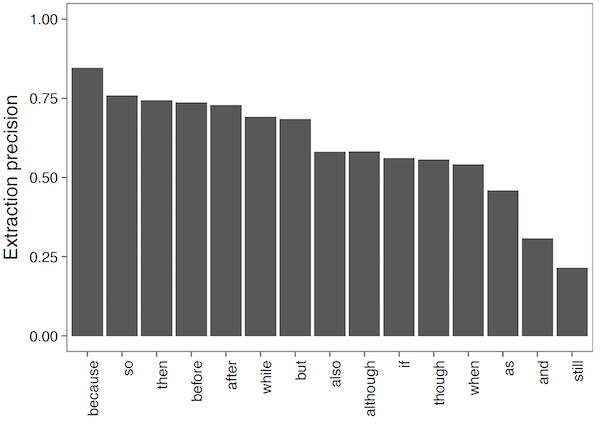 Extraction precision
1.00
0.75
0.50
0.25
0.00
because
so
then
before
after
while
but
also
although
if
though
when
as
and
still